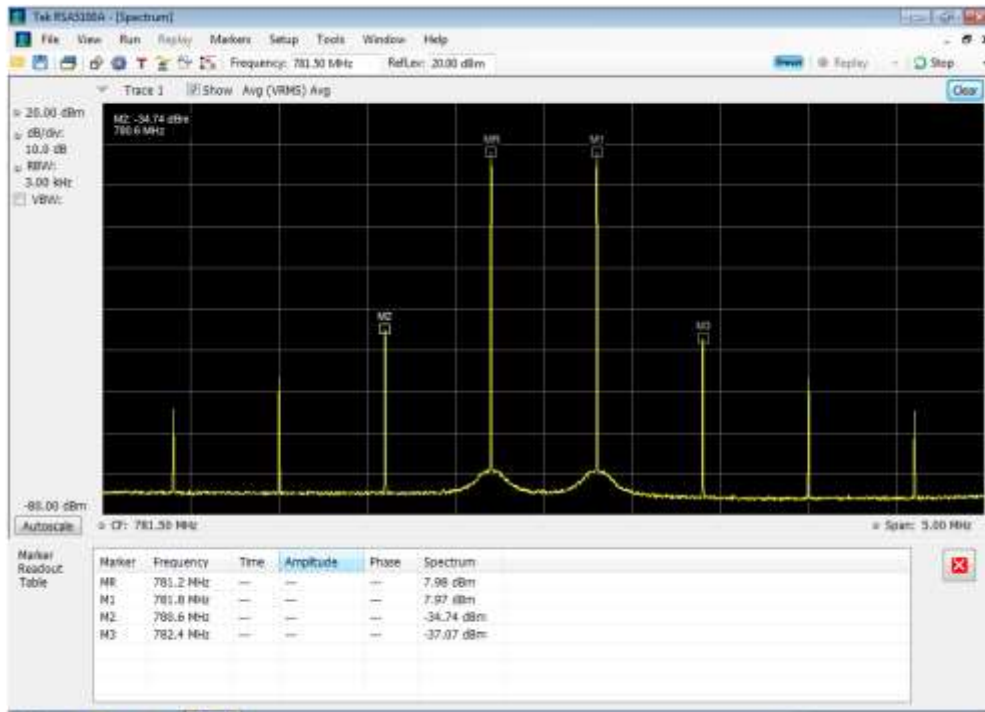 Tek RSA5100A - [Spectrum]
File View Run Replay Markers Setup Tools Window Help
T Frequency: 781.50 MHz RefLev: 20.00 dBm Preset Replay Stop
Trace 1 Show Avg (VRMS) Avg Clear
20.00 dBm
dB/div:
10.0 dB
RBW:
3.00 kHz
VBW:
-80.00 dBm
M2: -34.74 dBm
780.6 MHz
MR M1
M2
M3
Autoscale CF: 781.50 MHz Span: 5.00 MHz
Marker
Readout
Table
Marker Frequency Time Amplitude Phase Spectrum
MR 781.2 MHz --- --- --- 7.98 dBm
M1 781.8 MHz --- --- --- 7.97 dBm
M2 780.6 MHz --- --- --- -34.74 dBm
M3 782.4 MHz --- --- --- -37.07 dBm